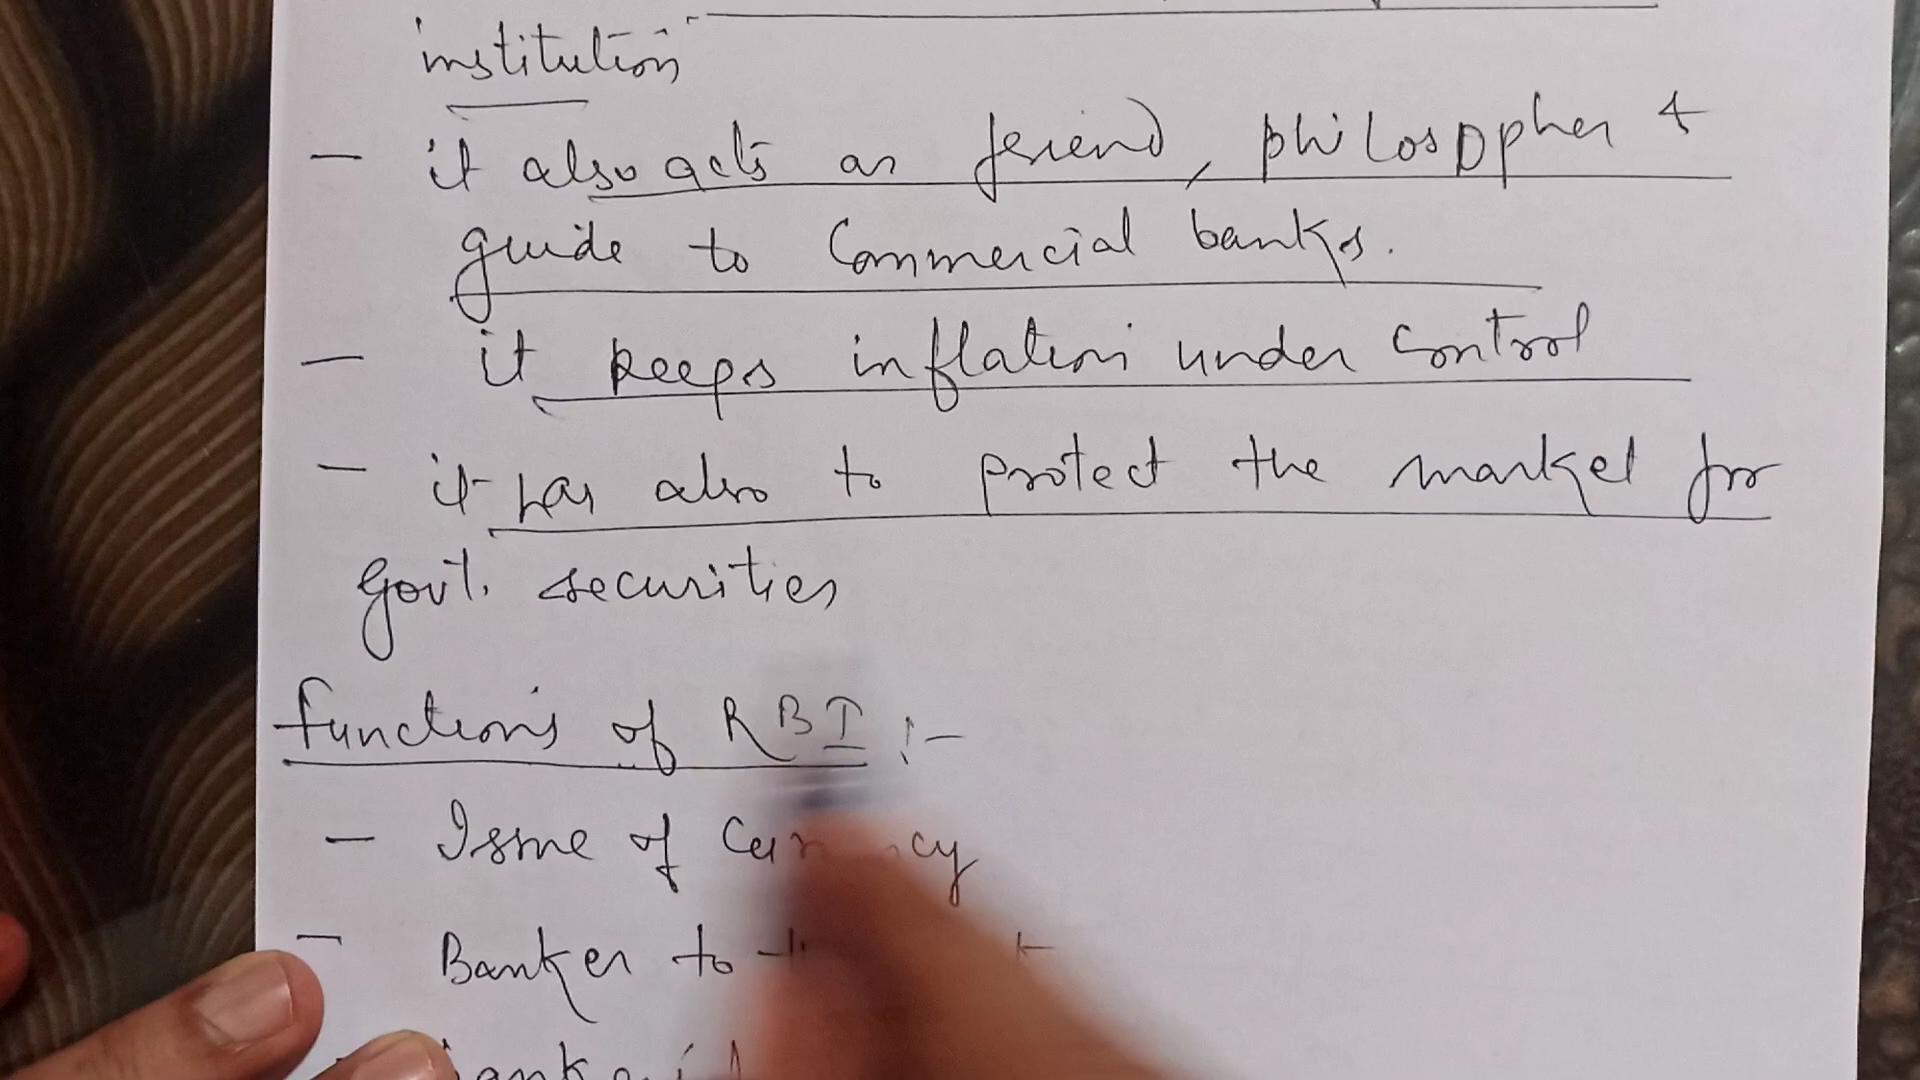 institution
- it also acts as friend, philosopher &
guide to Commercial banks.
- it keeps inflation under control
- it has also to protect the market for
Govt. securities
Functions of RBI :-
- Issue of
- Banker to